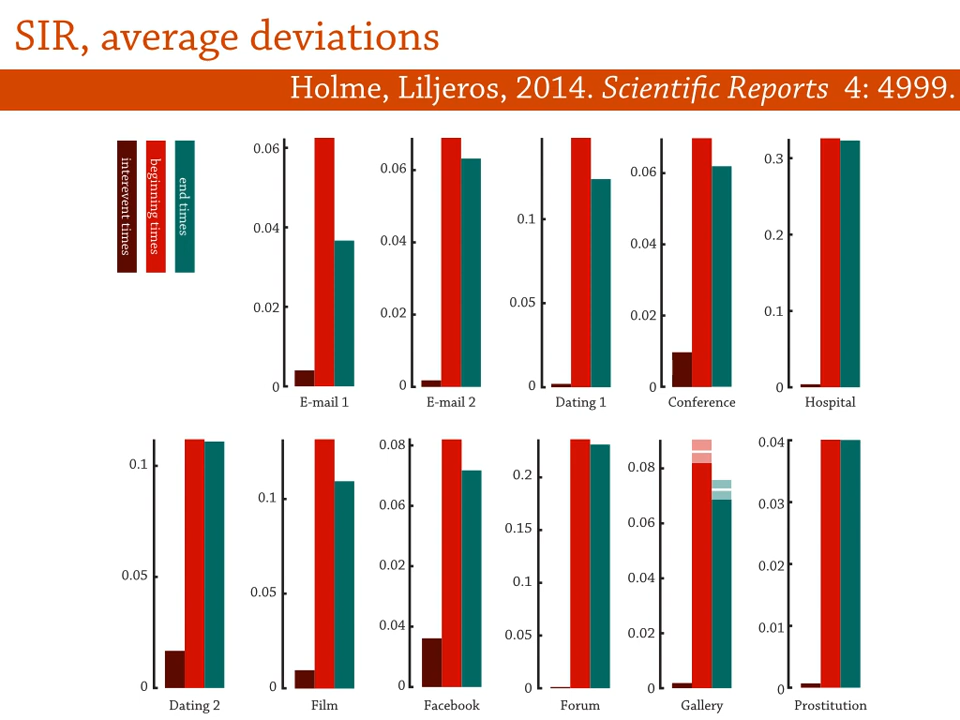 SIR, average deviations
Holme, Liljeros, 2014. Scientific Reports 4: 4999.
interevent times
beginning times
end times
0.06
0.04
0.02
0
E-mail 1
0.06
0.04
0.02
0
E-mail 2
0.1
0.05
0
Dating 1
0.06
0.04
0.02
0
Conference
0.3
0.2
0.1
0
Hospital
0.1
0.05
0
Dating 2
0.1
0.05
0
Film
0.08
0.06
0.02
0.04
0
Facebook
0.2
0.15
0.1
0.05
0
Forum
0.08
0.06
0.04
0.02
0
Gallery
0.04
0.03
0.02
0.01
0
Prostitution